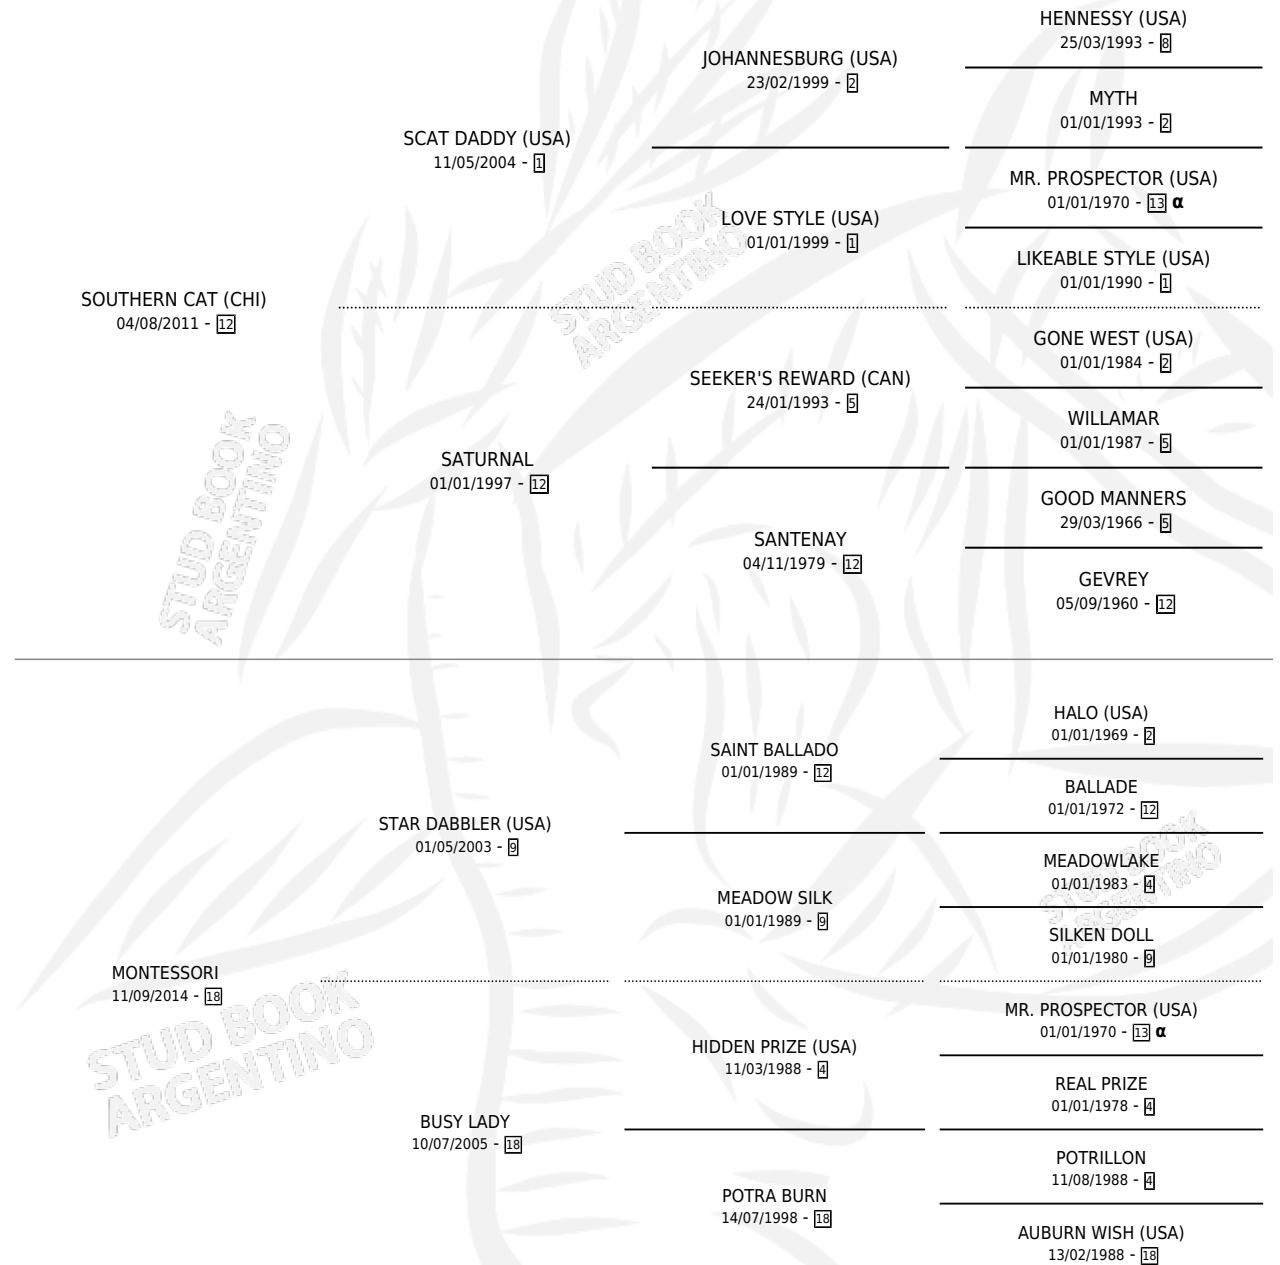 HENNESSY (USA)
25/03/1993 - 8
JOHANNESBURG (USA)
23/02/1999 - 2
MYTH
01/01/1993 - 2
SCAT DADDY (USA)
11/05/2004 - 1
MR. PROSPECTOR (USA)
01/01/1970 - 13 α
LOVE STYLE (USA)
01/01/1999 - 1
LIKEABLE STYLE (USA)
01/01/1990 - 1
SOUTHERN CAT (CHI)
04/08/2011 - 12
GONE WEST (USA)
01/01/1984 - 2
SEEKER'S REWARD (CAN)
24/01/1993 - 5
WILLAMAR
01/01/1987 - 5
SATURNAL
01/01/1997 - 12
GOOD MANNERS
29/03/1966 - 5
SANTENAY
04/11/1979 - 12
GEVREY
05/09/1960 - 12
HALO (USA)
01/01/1969 - 2
SAINT BALLADO
01/01/1989 - 12
BALLADE
01/01/1972 - 12
STAR DABBLER (USA)
01/05/2003 - 9
MEADOWLAKE
01/01/1983 - 4
MEADOW SILK
01/01/1989 - 9
SILKEN DOLL
01/01/1980 - 9
MONTESSORI
11/09/2014 - 18
MR. PROSPECTOR (USA)
01/01/1970 - 13 α
HIDDEN PRIZE (USA)
11/03/1988 - 4
REAL PRIZE
01/01/1978 - 4
BUSY LADY
10/07/2005 - 18
POTRILLON
11/08/1988 - 4
POTRA BURN
14/07/1998 - 18
AUBURN WISH (USA)
13/02/1988 - 18
STUD BOOK
ARGENTINO
STUD BOOK
ARGENTINO
STUD BOOK
ARGENTINO
STUD BOOK
ARGENTINO